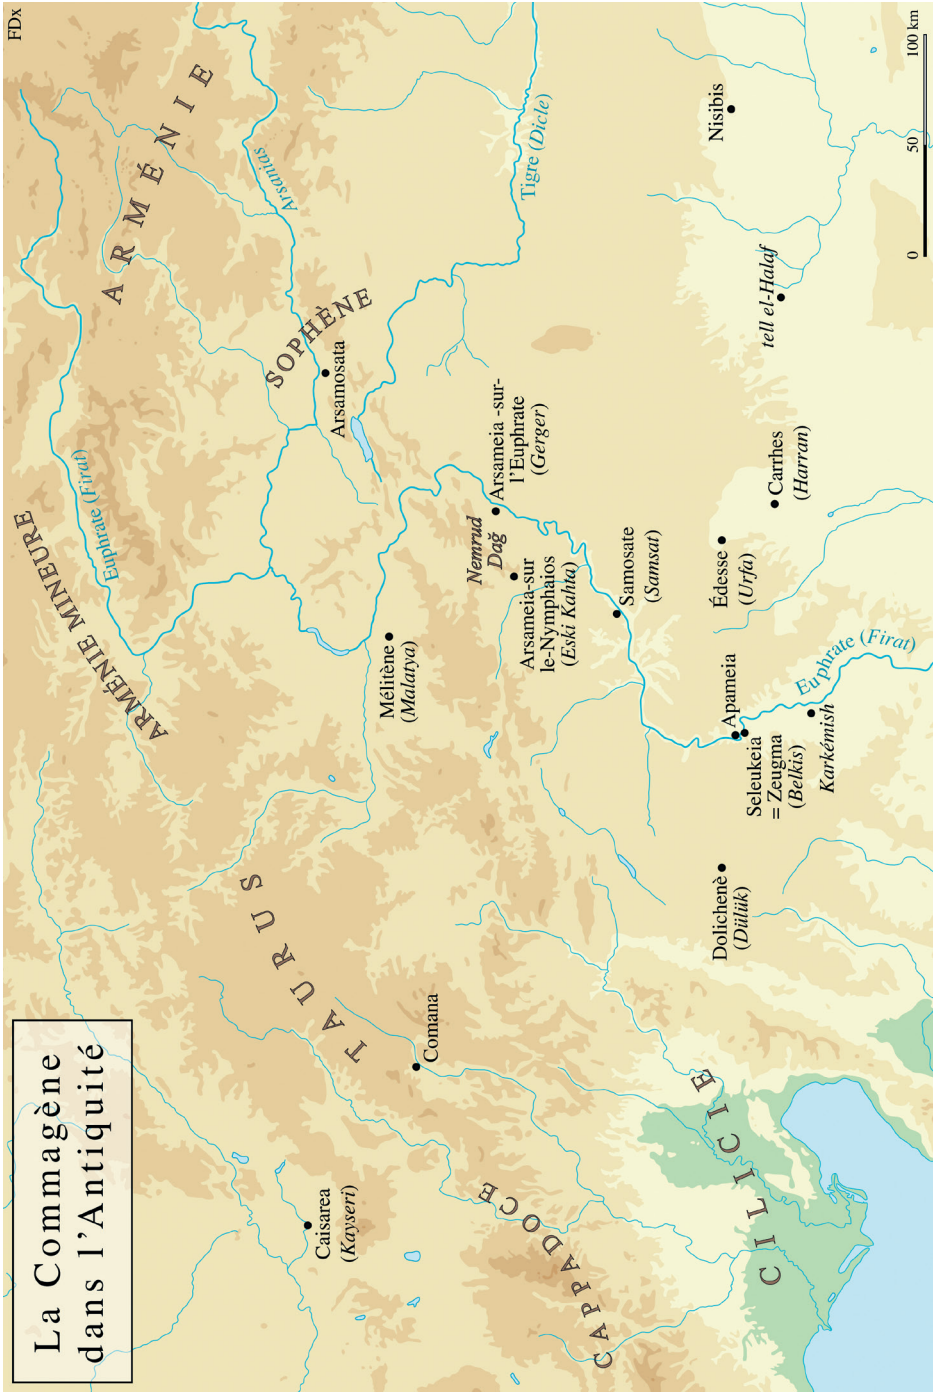 La Commagène
dans l'Antiquité
FDx
ARMÉNIE MINEURE
Euphrate (Firat)
ARMÉNIE
Arsanias
SOPHÈNE
Arsamosata
TAURUS
Mélitène
(Malatya)
Caisarea
(Kayseri)
Comana
Nemrud
Dağ
Arsameia -sur-
l'Euphrate
(Gerger)
Tigre (Dicle)
Arsameia-sur
le-Nymphaios
(Eski Kahta)
CAPPADOCE
Samosate
(Samsat)
CILICIE
Dolichenè
(Dülük)
Apameia
Seleukeia
= Zeugma
(Belkis)
Karkémish
Euphrate (Firat)
Édesse
(Urfa)
Carrhes
(Harran)
tell el-Halaf
Nisibis
0 50 100 km